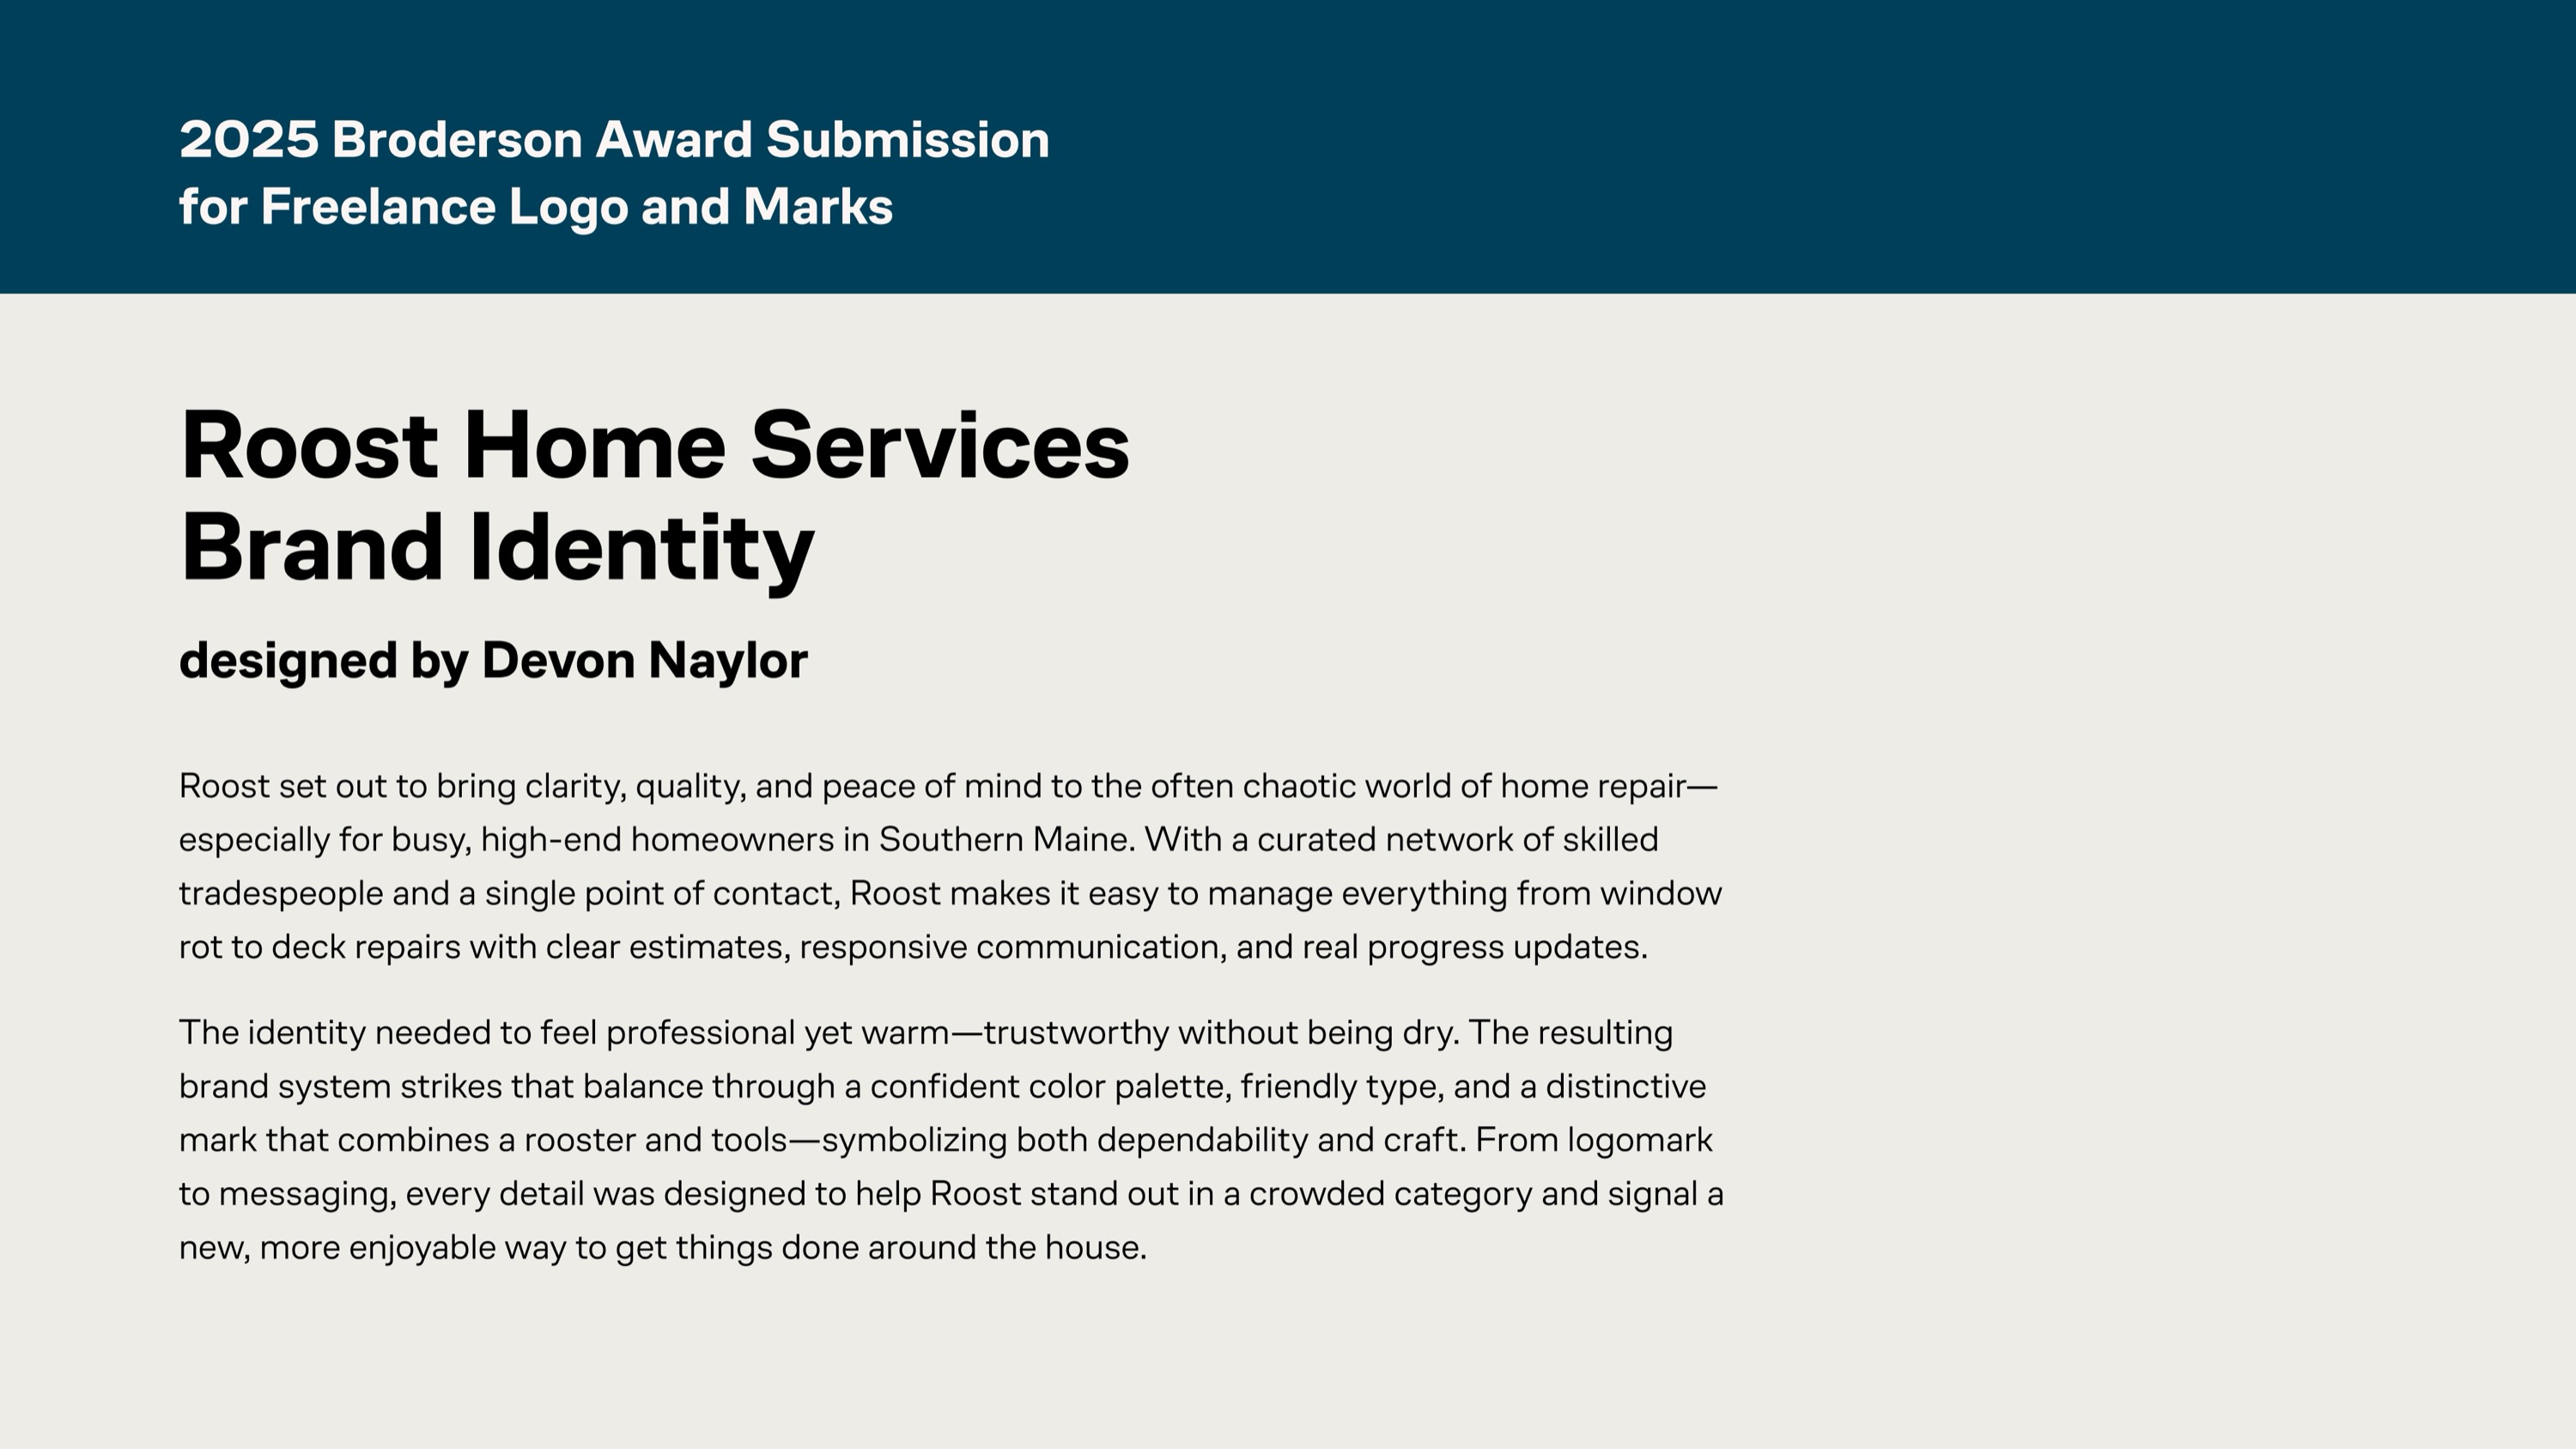 2025 Broderson Award Submission
for Freelance Logo and Marks
Roost Home Services
Brand Identity
designed by Devon Naylor
Roost set out to bring clarity, quality, and peace of mind to the often chaotic world of home repair—
especially for busy, high-end homeowners in Southern Maine. With a curated network of skilled
tradespeople and a single point of contact, Roost makes it easy to manage everything from window
rot to deck repairs with clear estimates, responsive communication, and real progress updates.
The identity needed to feel professional yet warm—trustworthy without being dry. The resulting
brand system strikes that balance through a confident color palette, friendly type, and a distinctive
mark that combines a rooster and tools—symbolizing both dependability and craft. From logomark
to messaging, every detail was designed to help Roost stand out in a crowded category and signal a
new, more enjoyable way to get things done around the house.